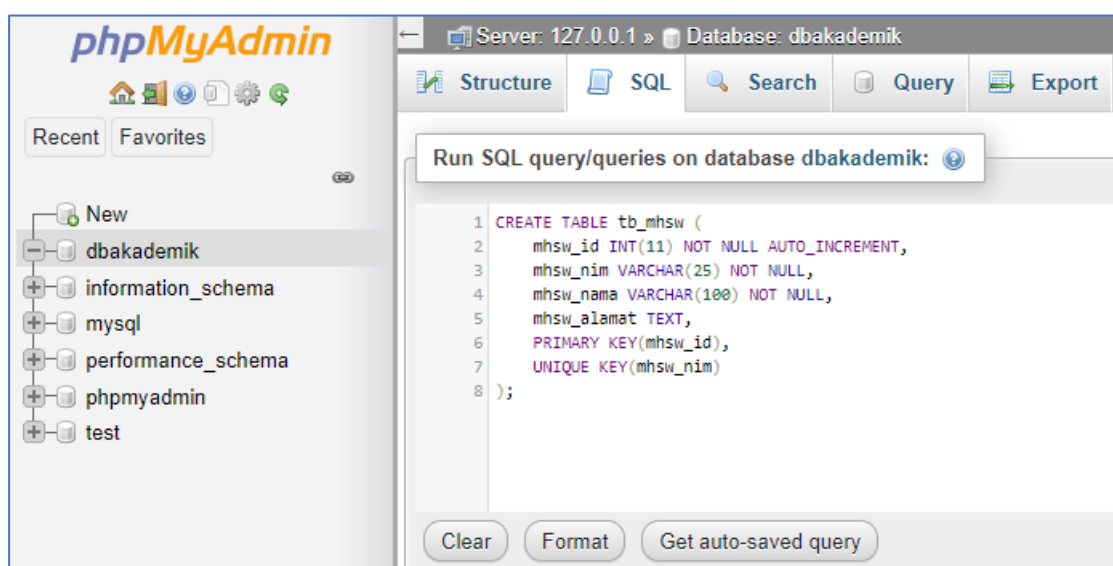 phpMyAdmin
Recent Favorites
New
dbakademik
information_schema
mysql
performance_schema
phpmyadmin
test
← Server: 127.0.0.1 » Database: dbakademik
Structure SQL Search Query Export
Run SQL query/queries on database dbakademik:
1 CREATE TABLE tb_mhsw (
2 mhsw_id INT(11) NOT NULL AUTO_INCREMENT,
3 mhsw_nim VARCHAR(25) NOT NULL,
4 mhsw_nama VARCHAR(100) NOT NULL,
5 mhsw_alamat TEXT,
6 PRIMARY KEY(mhsw_id),
7 UNIQUE KEY(mhsw_nim)
8 );
Clear Format Get auto-saved query